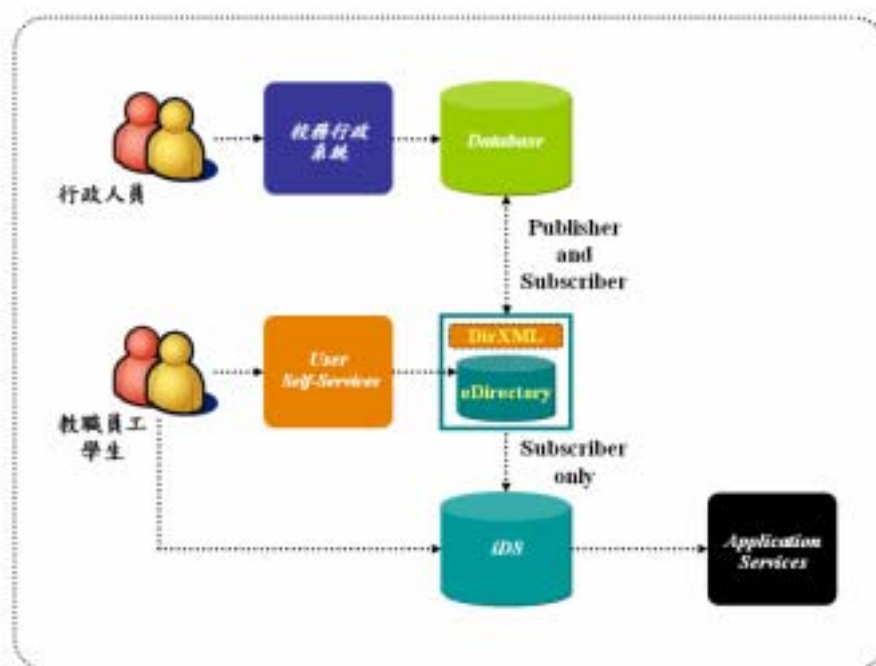 行政人員
校務行政
系統
Database
Publisher
and
Subscriber
教職員工
學生
User
Self-Services
DirXML
eDirectory
Subscriber
only
iDS
Application
Services